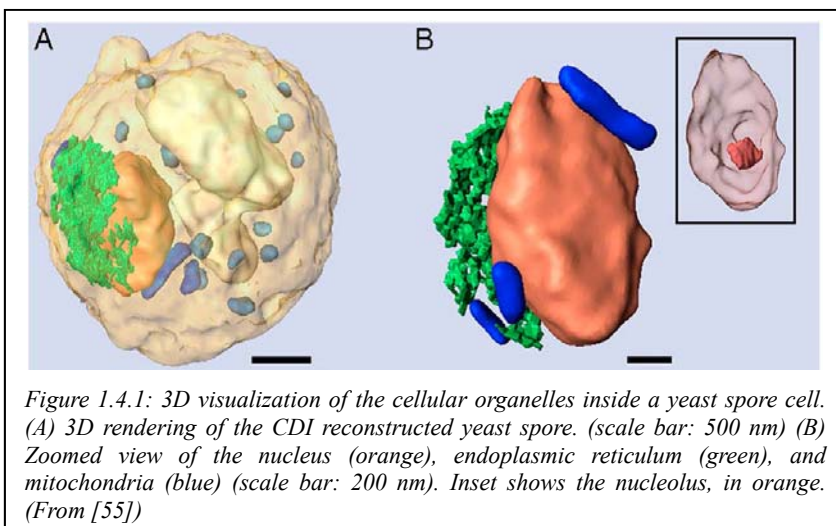 A B
Figure 1.4.1: 3D visualization of the cellular organelles inside a yeast spore cell.
(A) 3D rendering of the CDI reconstructed yeast spore. (scale bar: 500 nm) (B)
Zoomed view of the nucleus (orange), endoplasmic reticulum (green), and
mitochondria (blue) (scale bar: 200 nm). Inset shows the nucleolus, in orange.
(From [55])